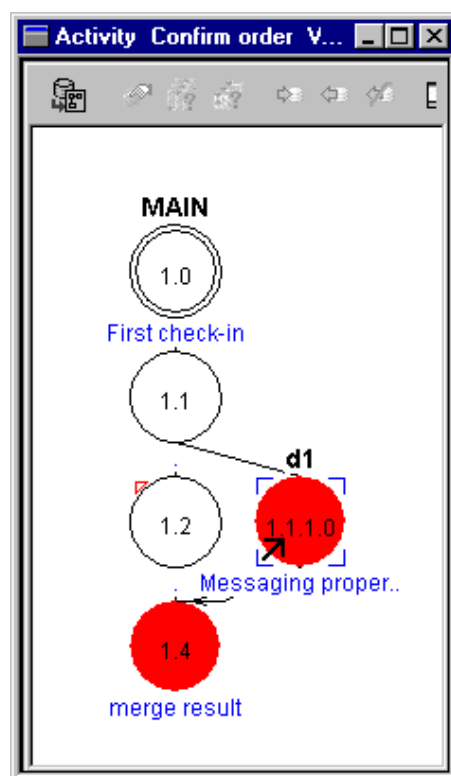 Activity Confirm order V...
MAIN
1.0
First check-in
1.1
d1
1.2
1.1.1.0
Messaging proper..
1.4
merge result